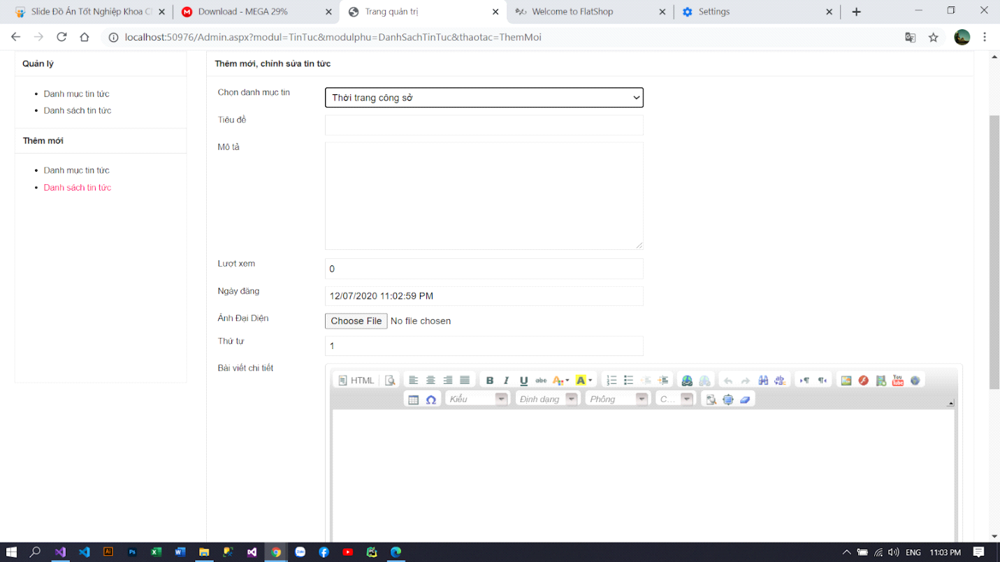 Slide Đồ Án Tốt Nghiệp Khoa C
Download - MEGA 29%
Trang quản trị
Welcome to FlatShop
Settings
localhost:50976/Admin.aspx?modul=TinTuc&modulphu=DanhSachTinTuc&thaotac=ThemMoi
Quản lý
Danh mục tin tức
Danh sách tin tức
Thêm mới
Danh mục tin tức
Danh sách tin tức
Thêm mới, chỉnh sửa tin tức
Chọn danh mục tin
Thời trang công sở
Tiêu đề
Mô tả
Lượt xem
0
Ngày đăng
12/07/2020 11:02:59 PM
Ảnh Đại Diện
Choose File No file chosen
Thứ tự
1
Bài viết chi tiết
HTML
B I U abc A A
You Tube
Kiểu
Định dạng
Phông
C...
Ai Ps
ENG
11:03 PM